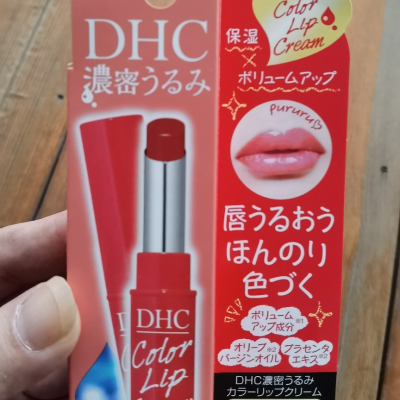 DHC
濃密うるみ
DHC
Color
Lip
Color
Lip
Cream
保湿
×
ボリュームアップ
pururu
唇うるおう
ほんのり
色づく
ボリューム
アップ成分※1
オリーブ※2
バージンオイル
プラセンタ
エキス※2
DHC濃密うるみ
カラーリップクリーム